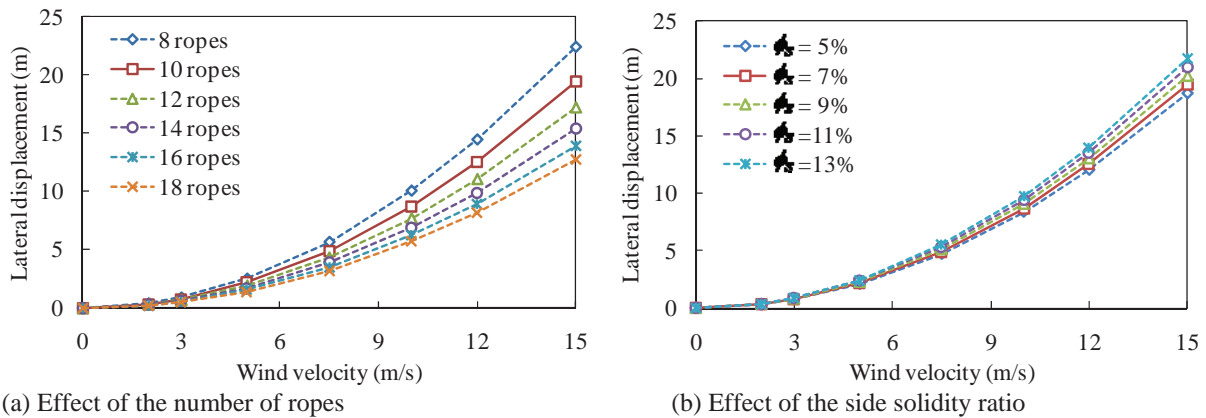 25
20
15
10
5
0
0 3 6 9 12 15
Lateral displacement (m)
Wind velocity (m/s)
8 ropes
10 ropes
12 ropes
14 ropes
16 ropes
18 ropes
(a) Effect of the number of ropes
25
20
15
10
5
0
0 3 6 9 12 15
Lateral displacement (m)
Wind velocity (m/s)
= 5%
= 7%
= 9%
=11%
=13%
(b) Effect of the side solidity ratio